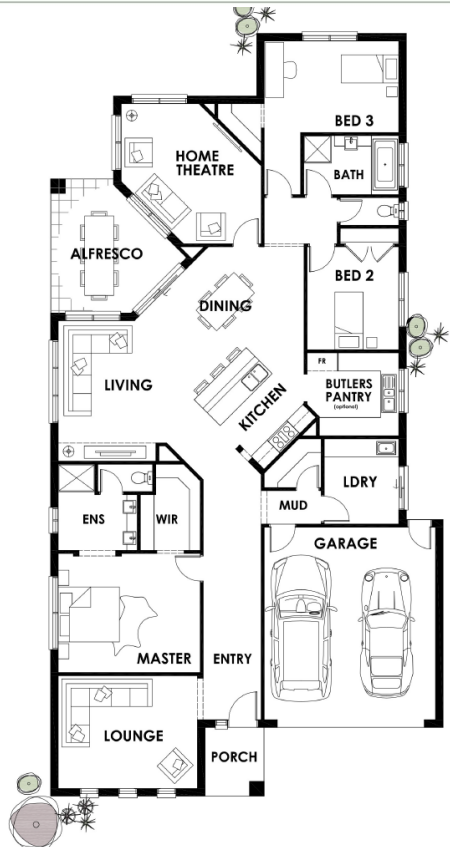 BED 3
HOME
THEATRE
BATH
ALFRESCO
BED 2
DINING
LIVING
FR
KITCHEN
BUTLERS
PANTRY
(optional)
ENS
WIR
LDRY
MUD
GARAGE
MASTER
ENTRY
LOUNGE
PORCH